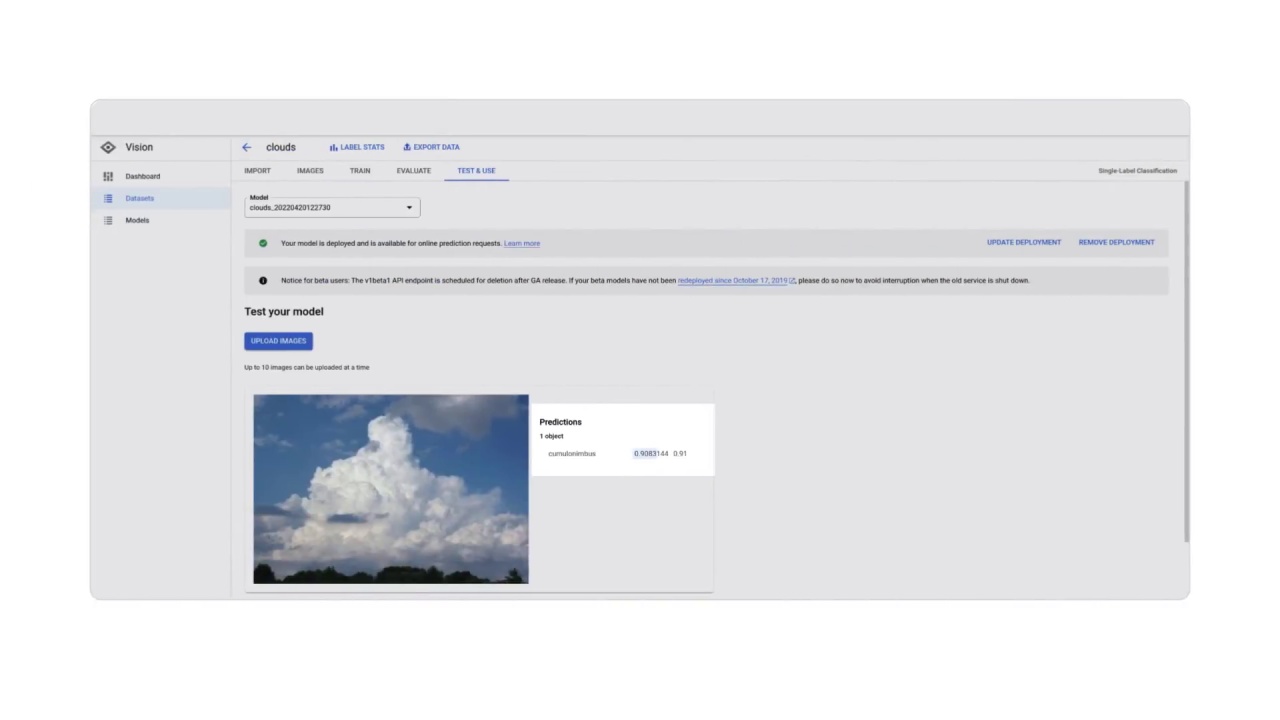 Vision
clouds
LABEL STATS
EXPORT DATA
Dashboard
Datasets
Models
IMPORT
IMAGES
TRAIN
EVALUATE
TEST & USE
Single-Label Classification
Model
clouds_20220420122730
Your model is deployed and is available for online prediction requests. Learn more
UPDATE DEPLOYMENT
REMOVE DEPLOYMENT
Notice for beta users: The v1beta1 API endpoint is scheduled for deletion after GA release. If your beta models have not been redeployed since October 17, 2019, please do so now to avoid interruption when the old service is shut down.
Test your model
UPLOAD IMAGES
Up to 10 images can be uploaded at a time
Predictions
1 object
cumulonimbus 0.9083144 0.91